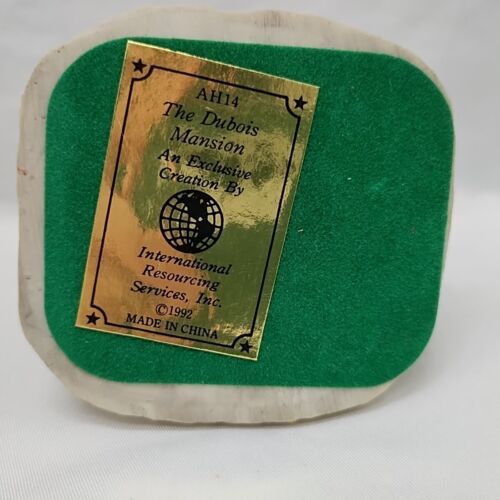 AH14
The Dubois
Mansion
An Exclusive
Creation By
International
Resourcing
Services, Inc.
©1992
MADE IN CHINA